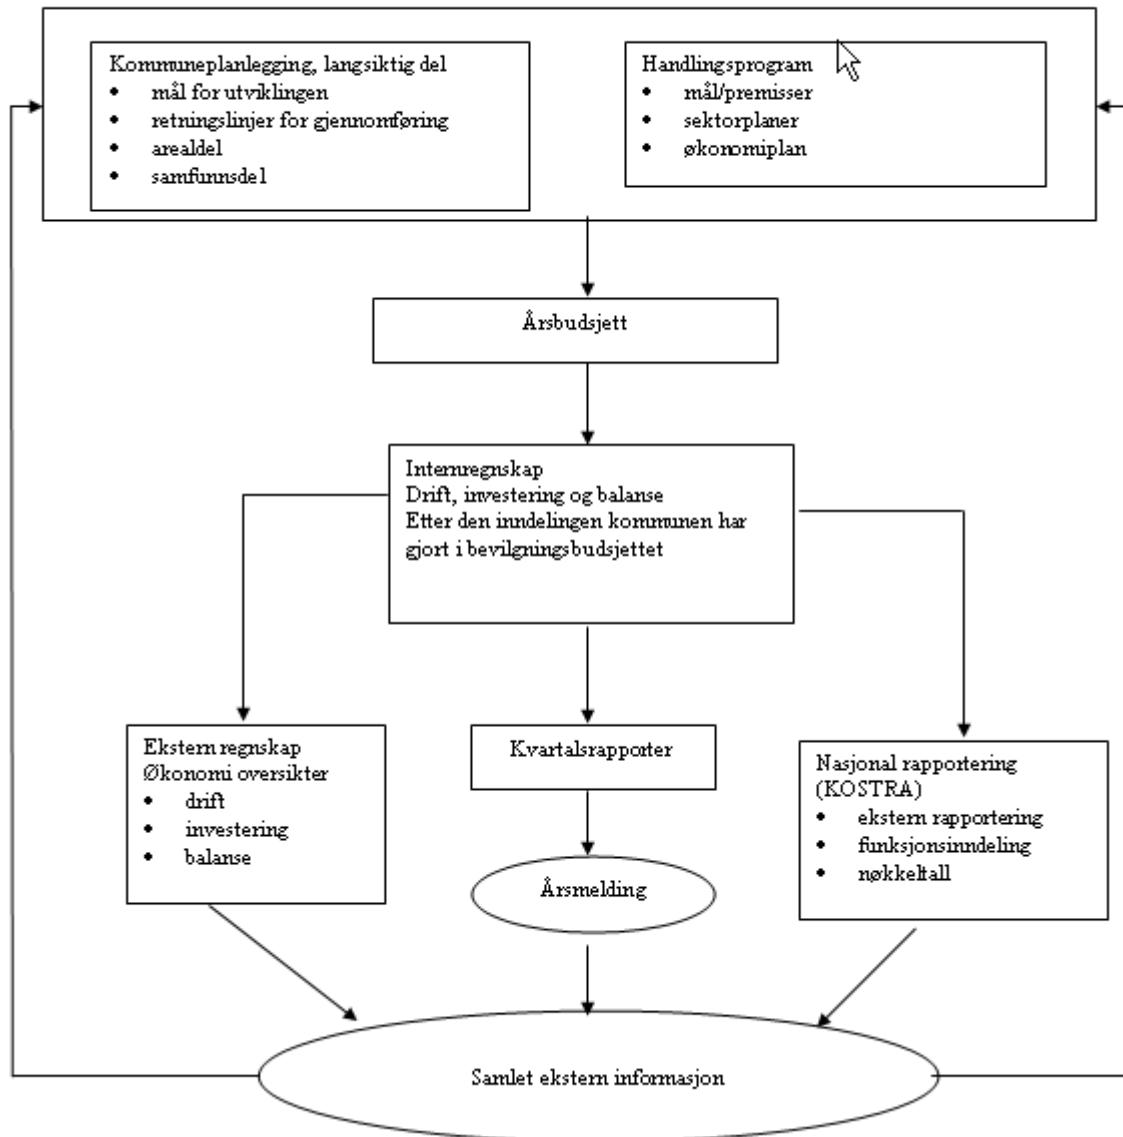 Kommuneplanlegging, langsiktig del
• mål for utviklingen
• retningslinjer for gjennomføring
• arealdel
• samfunnsdel
Handlingsprogram
• mål/premisser
• sektorplaner
• økonomiplan
Årsbudsjett
Internregnskap
Drift, investering og balanse
Etter den inndelingen kommunen har
gjort i bevilgningsbudsjettet
Ekstern regnskap
Økonomi oversikter
• drift
• investering
• balanse
Kvartalsrapporter
Årsmelding
Nasjonal rapportering
(KOSTRA)
• ekstern rapportering
• funksjonsinndeling
• nøkkeltall
Samlet ekstern informasjon